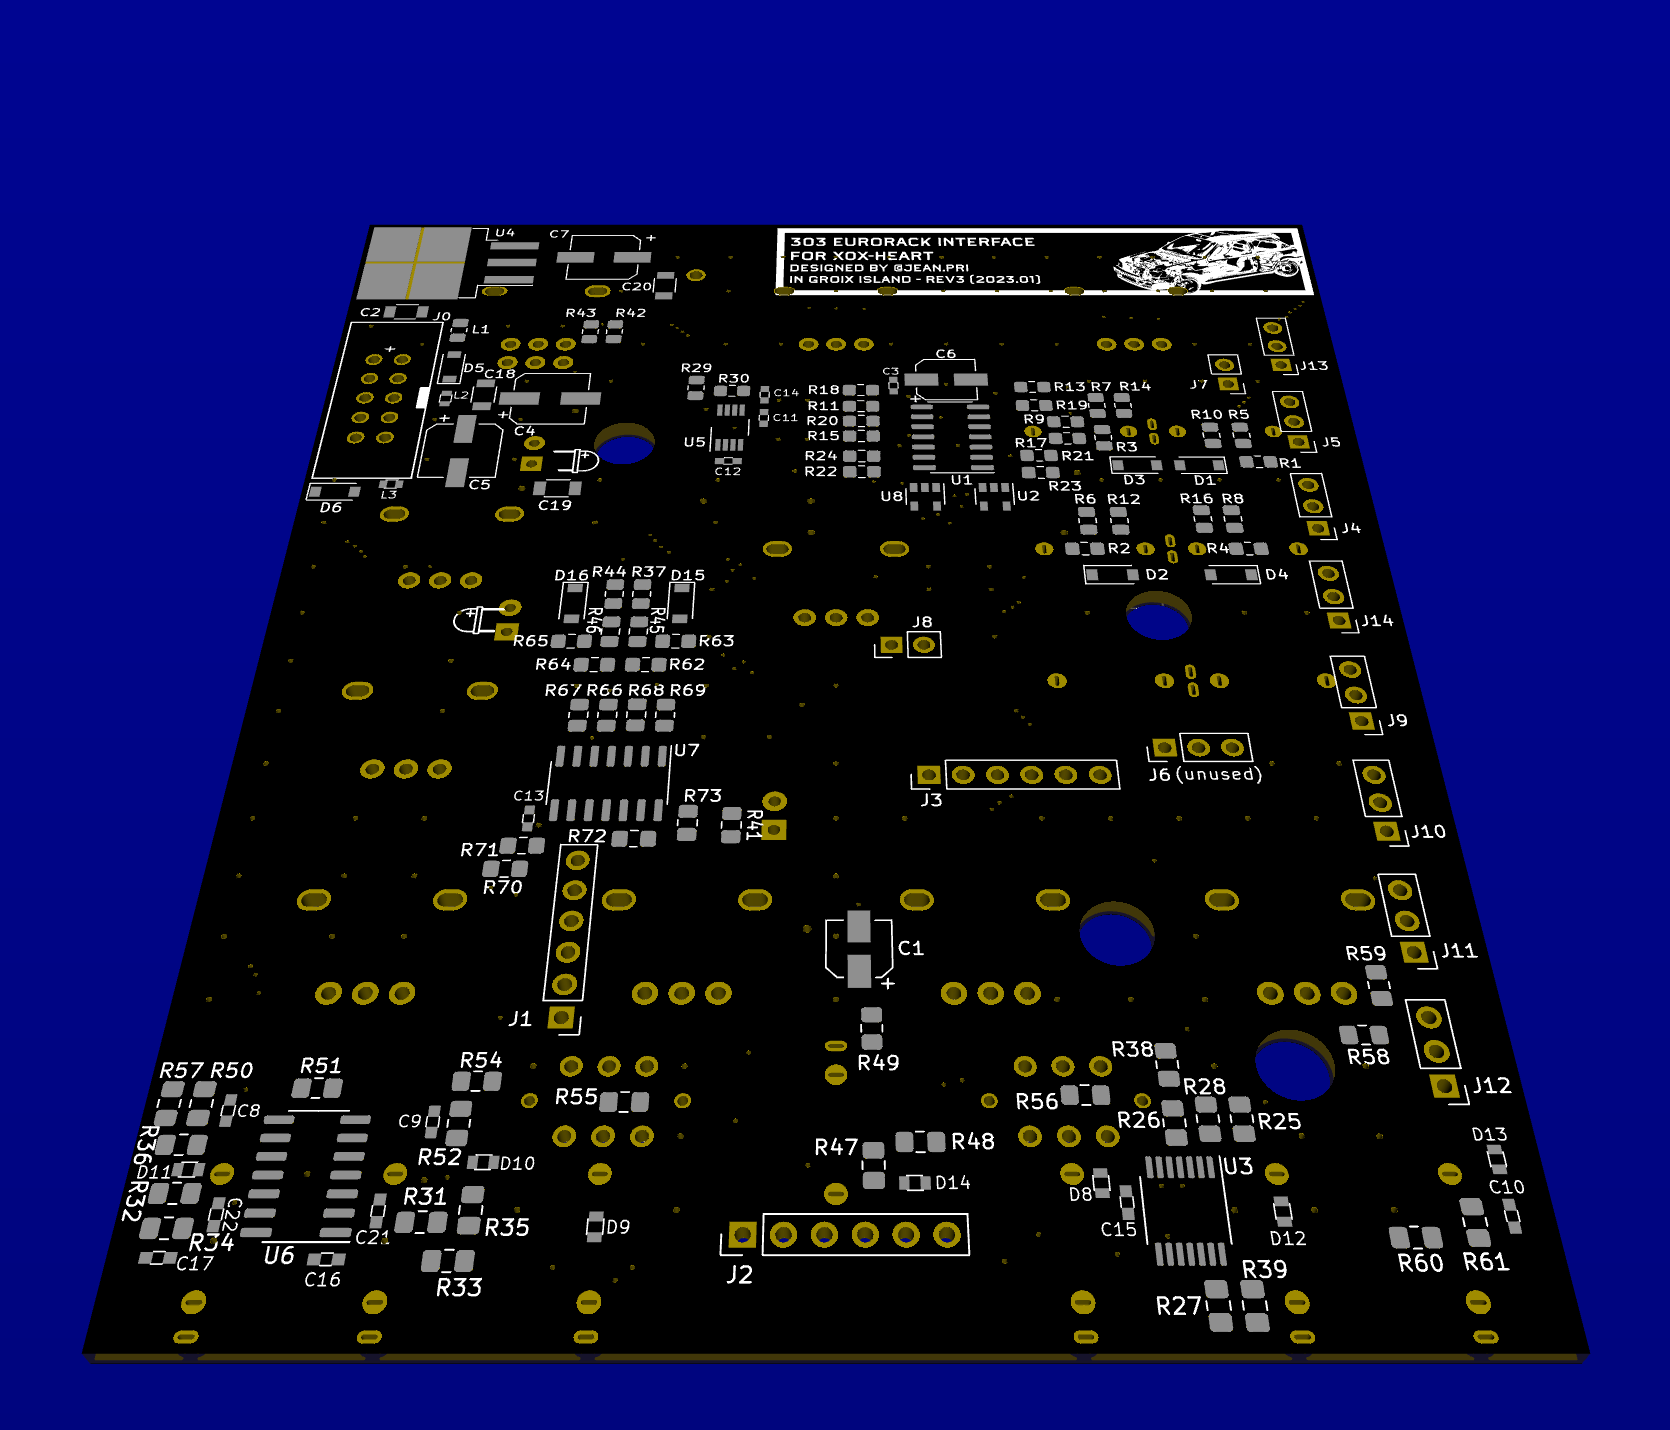 U4
C7
+
303 EURORACK INTERFACE
FOR XOX-HEART
DESIGNED BY @JEAN.PRI
IN GROIX ISLAND - REV3 (2023.01)
C20
C2
J0
L1
R43
R42
J13
+
D5
C18
L2
C6
C3
R29
R30
C14
C11
U5
C12
R18
R11
R20
R15
R24
R22
+
R13
R7
R14
R19
R9
R17
R21
R23
R3
R10
R5
J7
J5
R1
D3
D1
+
+
C4
C5
+
C19
L3
D6
U8
U1
U2
R6
R12
R16
R8
J4
R2
R4
D2
D4
D16
R44
R37
D15
+
R46
R45
R65
R63
R64
R62
J8
J14
R67
R66
R68
R69
J9
U7
J6
(unused)
J3
C13
R73
R41
R72
R71
R70
J10
C1
+
J11
R59
J1
R49
R58
R38
R57
R50
R51
R54
R55
R56
R28
J12
C8
C9
R26
R25
R36
R52
R47
R48
D13
D11
D10
D14
D8
U3
C10
R32
C22
R31
R35
C15
D12
R34
U6
C21
D9
C17
C16
R33
J2
R60
R61
R39
R27